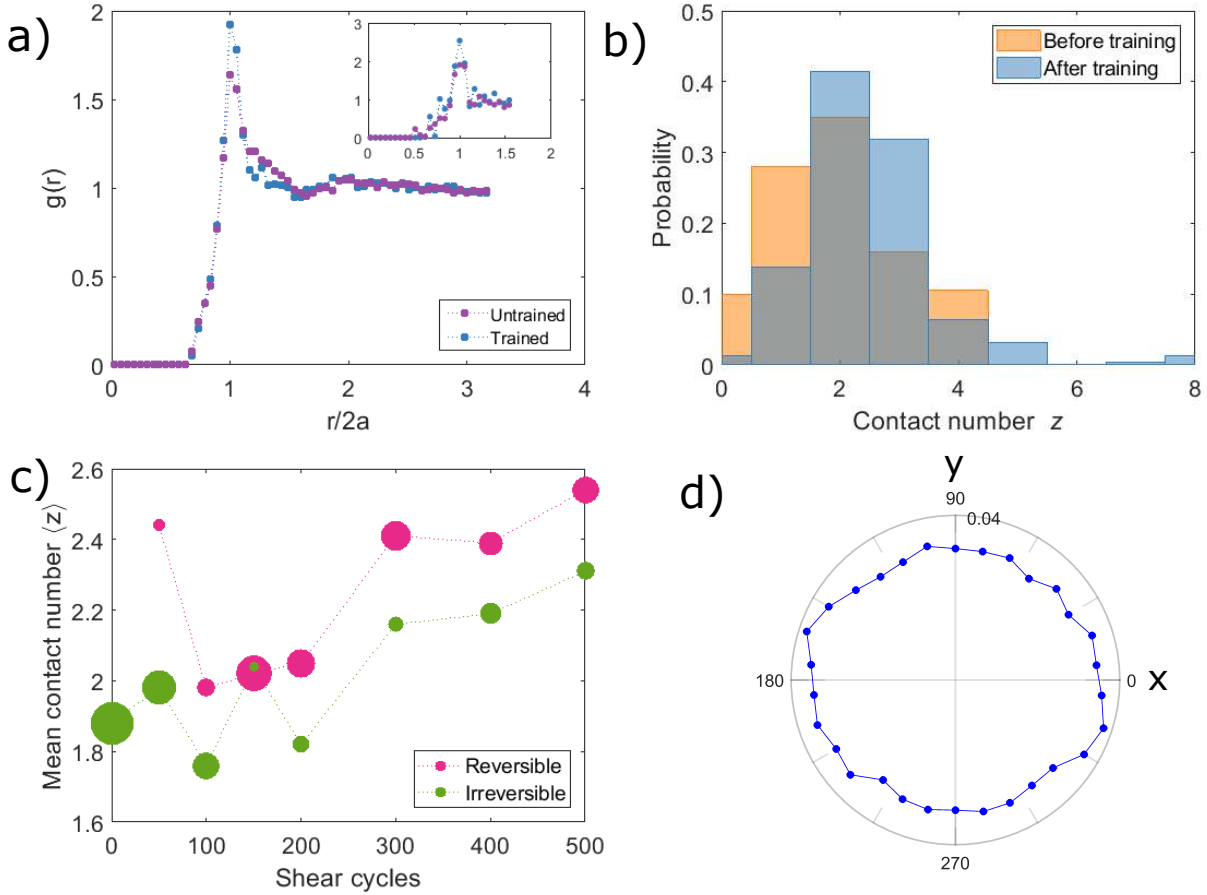 a)
2
1.5
1
0.5
0
0
1
2
3
4
g(r)
r/2a
3
2
1
0
0
0.5
1
1.5
2
Untrained
Trained
b)
0.5
0.4
0.3
0.2
0.1
0
0
2
4
6
8
Probability
Contact number z
Before training
After training
c)
2.6
2.4
2.2
2
1.8
1.6
0
100
200
300
400
500
Mean contact number ⟨z⟩
Shear cycles
Reversible
Irreversible
d)
y
90
0.04
180
0
x
270